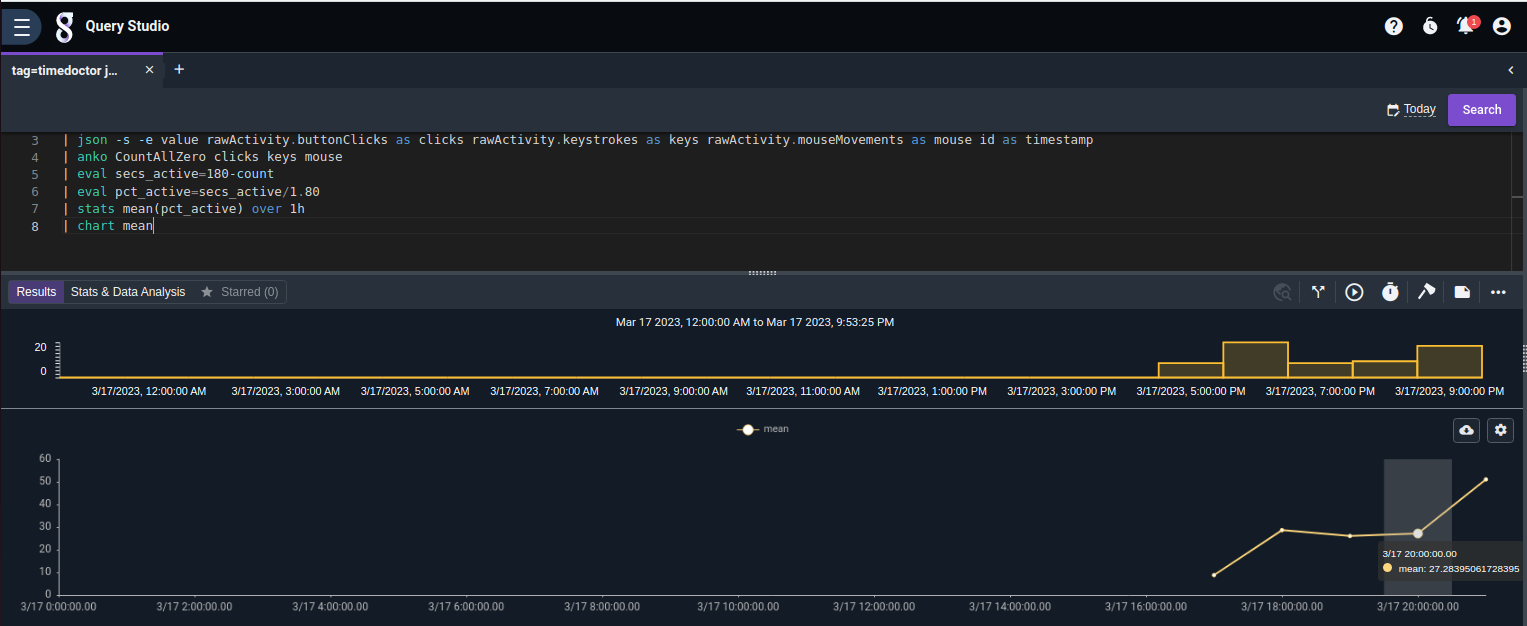 Query Studio
1
tag=timedoctor j... × +
Today Search
3 | json -s -e value rawActivity.buttonClicks as clicks rawActivity.keystrokes as keys rawActivity.mouseMovements as mouse id as timestamp
4 | anko CountAllZero clicks keys mouse
5 | eval secs_active=180-count
6 | eval pct_active=secs_active/1.80
7 | stats mean(pct_active) over 1h
8 | chart mean
Results Stats & Data Analysis Starred (0)
Mar 17 2023, 12:00:00 AM to Mar 17 2023, 9:53:25 PM
20
0
3/17/2023, 12:00:00 AM 3/17/2023, 3:00:00 AM 3/17/2023, 5:00:00 AM 3/17/2023, 7:00:00 AM 3/17/2023, 9:00:00 AM 3/17/2023, 11:00:00 AM 3/17/2023, 1:00:00 PM 3/17/2023, 3:00:00 PM 3/17/2023, 5:00:00 PM 3/17/2023, 7:00:00 PM 3/17/2023, 9:00:00 PM
mean
60
50
40
30
20
10
0
3/17 20:00:00.00
mean: 27.28395061728395
3/17 0:00:00.00 3/17 2:00:00.00 3/17 4:00:00.00 3/17 6:00:00.00 3/17 8:00:00.00 3/17 10:00:00.00 3/17 12:00:00.00 3/17 14:00:00.00 3/17 16:00:00.00 3/17 18:00:00.00 3/17 20:00:00.00